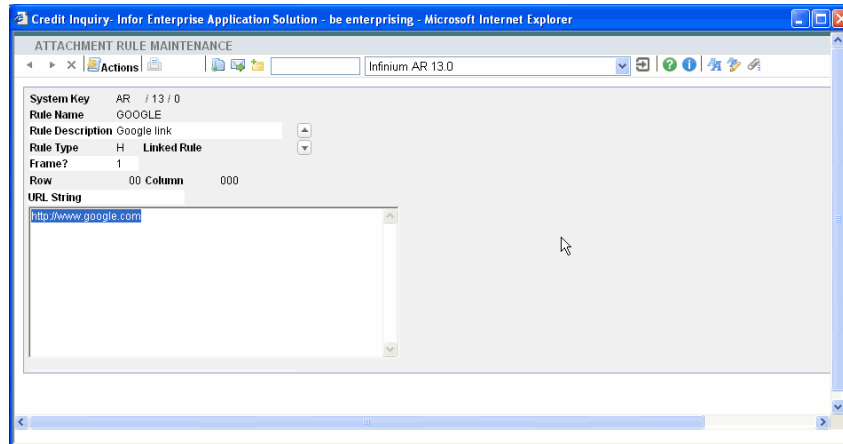 Credit Inquiry- Infor Enterprise Application Solution - be enterprising - Microsoft Internet Explorer
ATTACHMENT RULE MAINTENANCE
Actions Infinium AR 13.0
System Key AR / 13 / 0
Rule Name GOOGLE
Rule Description Google link
Rule Type H Linked Rule
Frame? 1
Row 00 Column 000
URL String
http://www.google.com